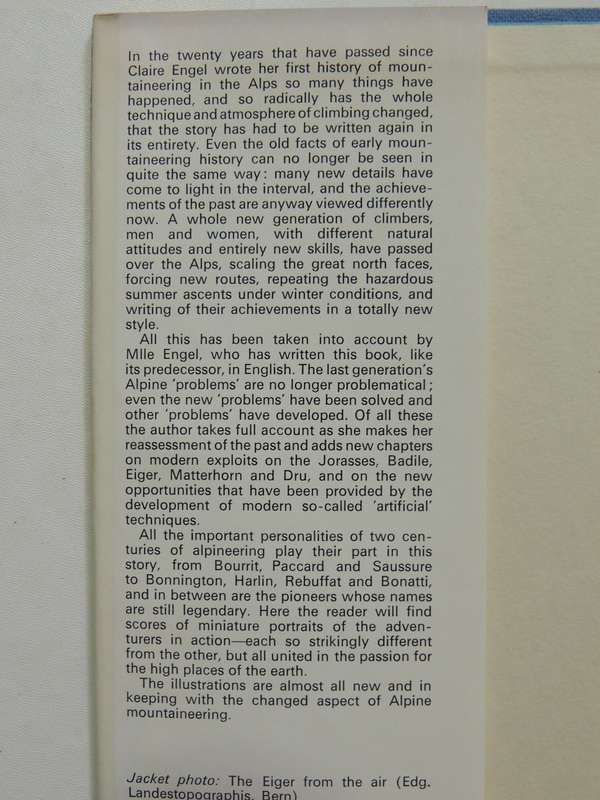 In the twenty years that have passed since
Claire Engel wrote her first history of moun-
taineering in the Alps so many things have
happened, and so radically has the whole
technique and atmosphere of climbing changed,
that the story has had to be written again in
its entirety. Even the old facts of early moun-
taineering history can no longer be seen in
quite the same way: many new details have
come to light in the interval, and the achieve-
ments of the past are anyway viewed differently
now. A whole new generation of climbers,
men and women, with different natural
attitudes and entirely new skills, have passed
over the Alps, scaling the great north faces,
forcing new routes, repeating the hazardous
summer ascents under winter conditions, and
writing of their achievements in a totally new
style.
All this has been taken into account by
Mlle Engel, who has written this book, like
its predecessor, in English. The last generation's
Alpine 'problems' are no longer problematical;
even the new 'problems' have been solved and
other 'problems' have developed. Of all these
the author takes full account as she makes her
reassessment of the past and adds new chapters
on modern exploits on the Jorasses, Badile,
Eiger, Matterhorn and Dru, and on the new
opportunities that have been provided by the
development of modern so-called 'artificial'
techniques.
All the important personalities of two cen-
turies of alpineering play their part in this
story, from Bourrit, Paccard and Saussure
to Bonnington, Harlin, Rebuffat and Bonatti,
and in between are the pioneers whose names
are still legendary. Here the reader will find
scores of miniature portraits of the adven-
turers in action—each so strikingly different
from the other, but all united in the passion for
the high places of the earth.
The illustrations are almost all new and in
keeping with the changed aspect of Alpine
mountaineering.
Jacket photo: The Eiger from the air (Edg.
Landestopographis, Bern)